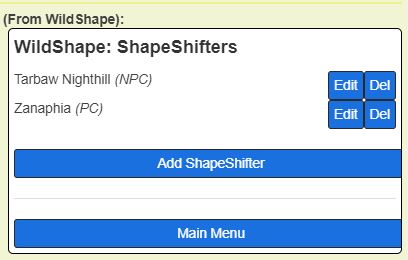 (From WildShape):
WildShape: ShapeShifters
Tarbaw Nighthill (NPC) Edit Del
Zanaphia (PC) Edit Del
Add ShapeShifter
Main Menu